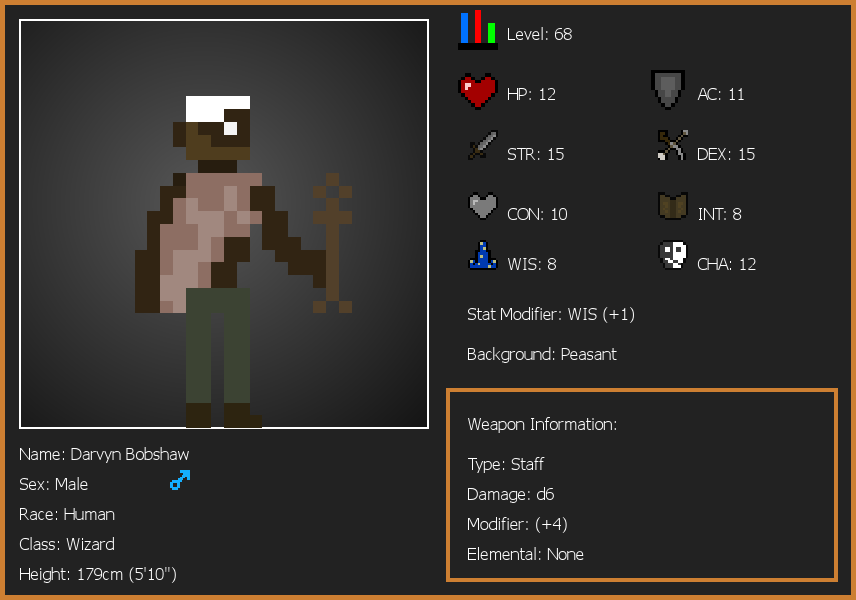 Level: 68
HP: 12
AC: 11
STR: 15
DEX: 15
CON: 10
INT: 8
WIS: 8
CHA: 12
Stat Modifier: WIS (+1)
Background: Peasant
Weapon Information:
Type: Staff
Damage: d6
Modifier: (+4)
Elemental: None
Name: Darvyn Bobshaw
Sex: Male
Race: Human
Class: Wizard
Height: 179cm (5'10")